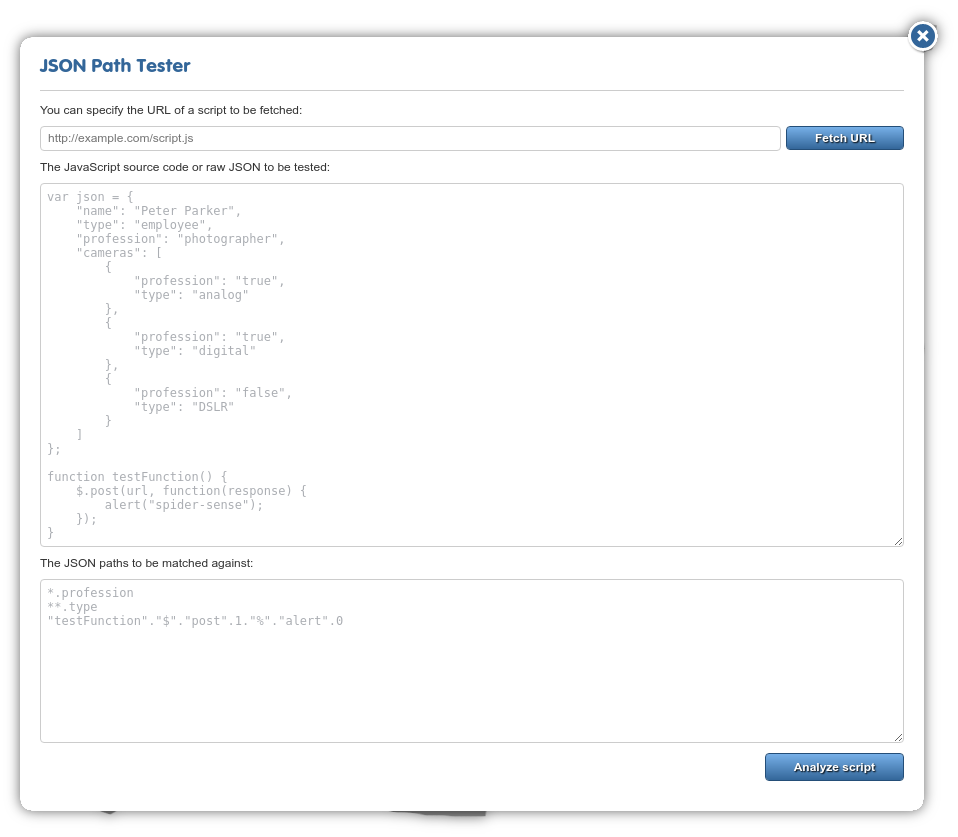 JSON Path Tester
You can specify the URL of a script to be fetched:
http://example.com/script.js
Fetch URL
The JavaScript source code or raw JSON to be tested:
var json = {
    "name": "Peter Parker",
    "type": "employee",
    "profession": "photographer",
    "cameras": [
        {
            "profession": "true",
            "type": "analog"
        },
        {
            "profession": "true",
            "type": "digital"
        },
        {
            "profession": "false",
            "type": "DSLR"
        }
    ]
};

function testFunction() {
    $.post(url, function(response) {
        alert("spider-sense");
    });
}
The JSON paths to be matched against:
*.profession
**.type
"testFunction"."$"."post".1."%"."alert".0
Analyze script